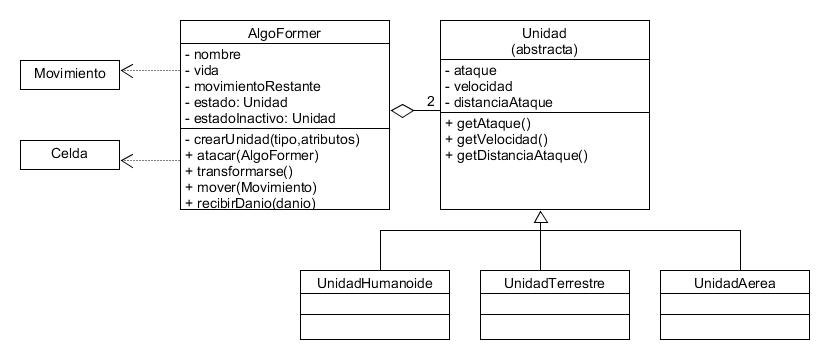 AlgoFormer
- nombre
- vida
- movimientoRestante
- estado: Unidad
- estadoInactivo: Unidad
- crearUnidad(tipo,atributos)
+ atacar(AlgoFormer)
+ transformarse()
+ mover(Movimiento)
+ recibirDanio(danio)
Movimiento
Celda
2
Unidad
(abstracta)
- ataque
- velocidad
- distanciaAtaque
+ getAtaque()
+ getVelocidad()
+ getDistanciaAtaque()
UnidadHumanoide
UnidadTerrestre
UnidadAerea